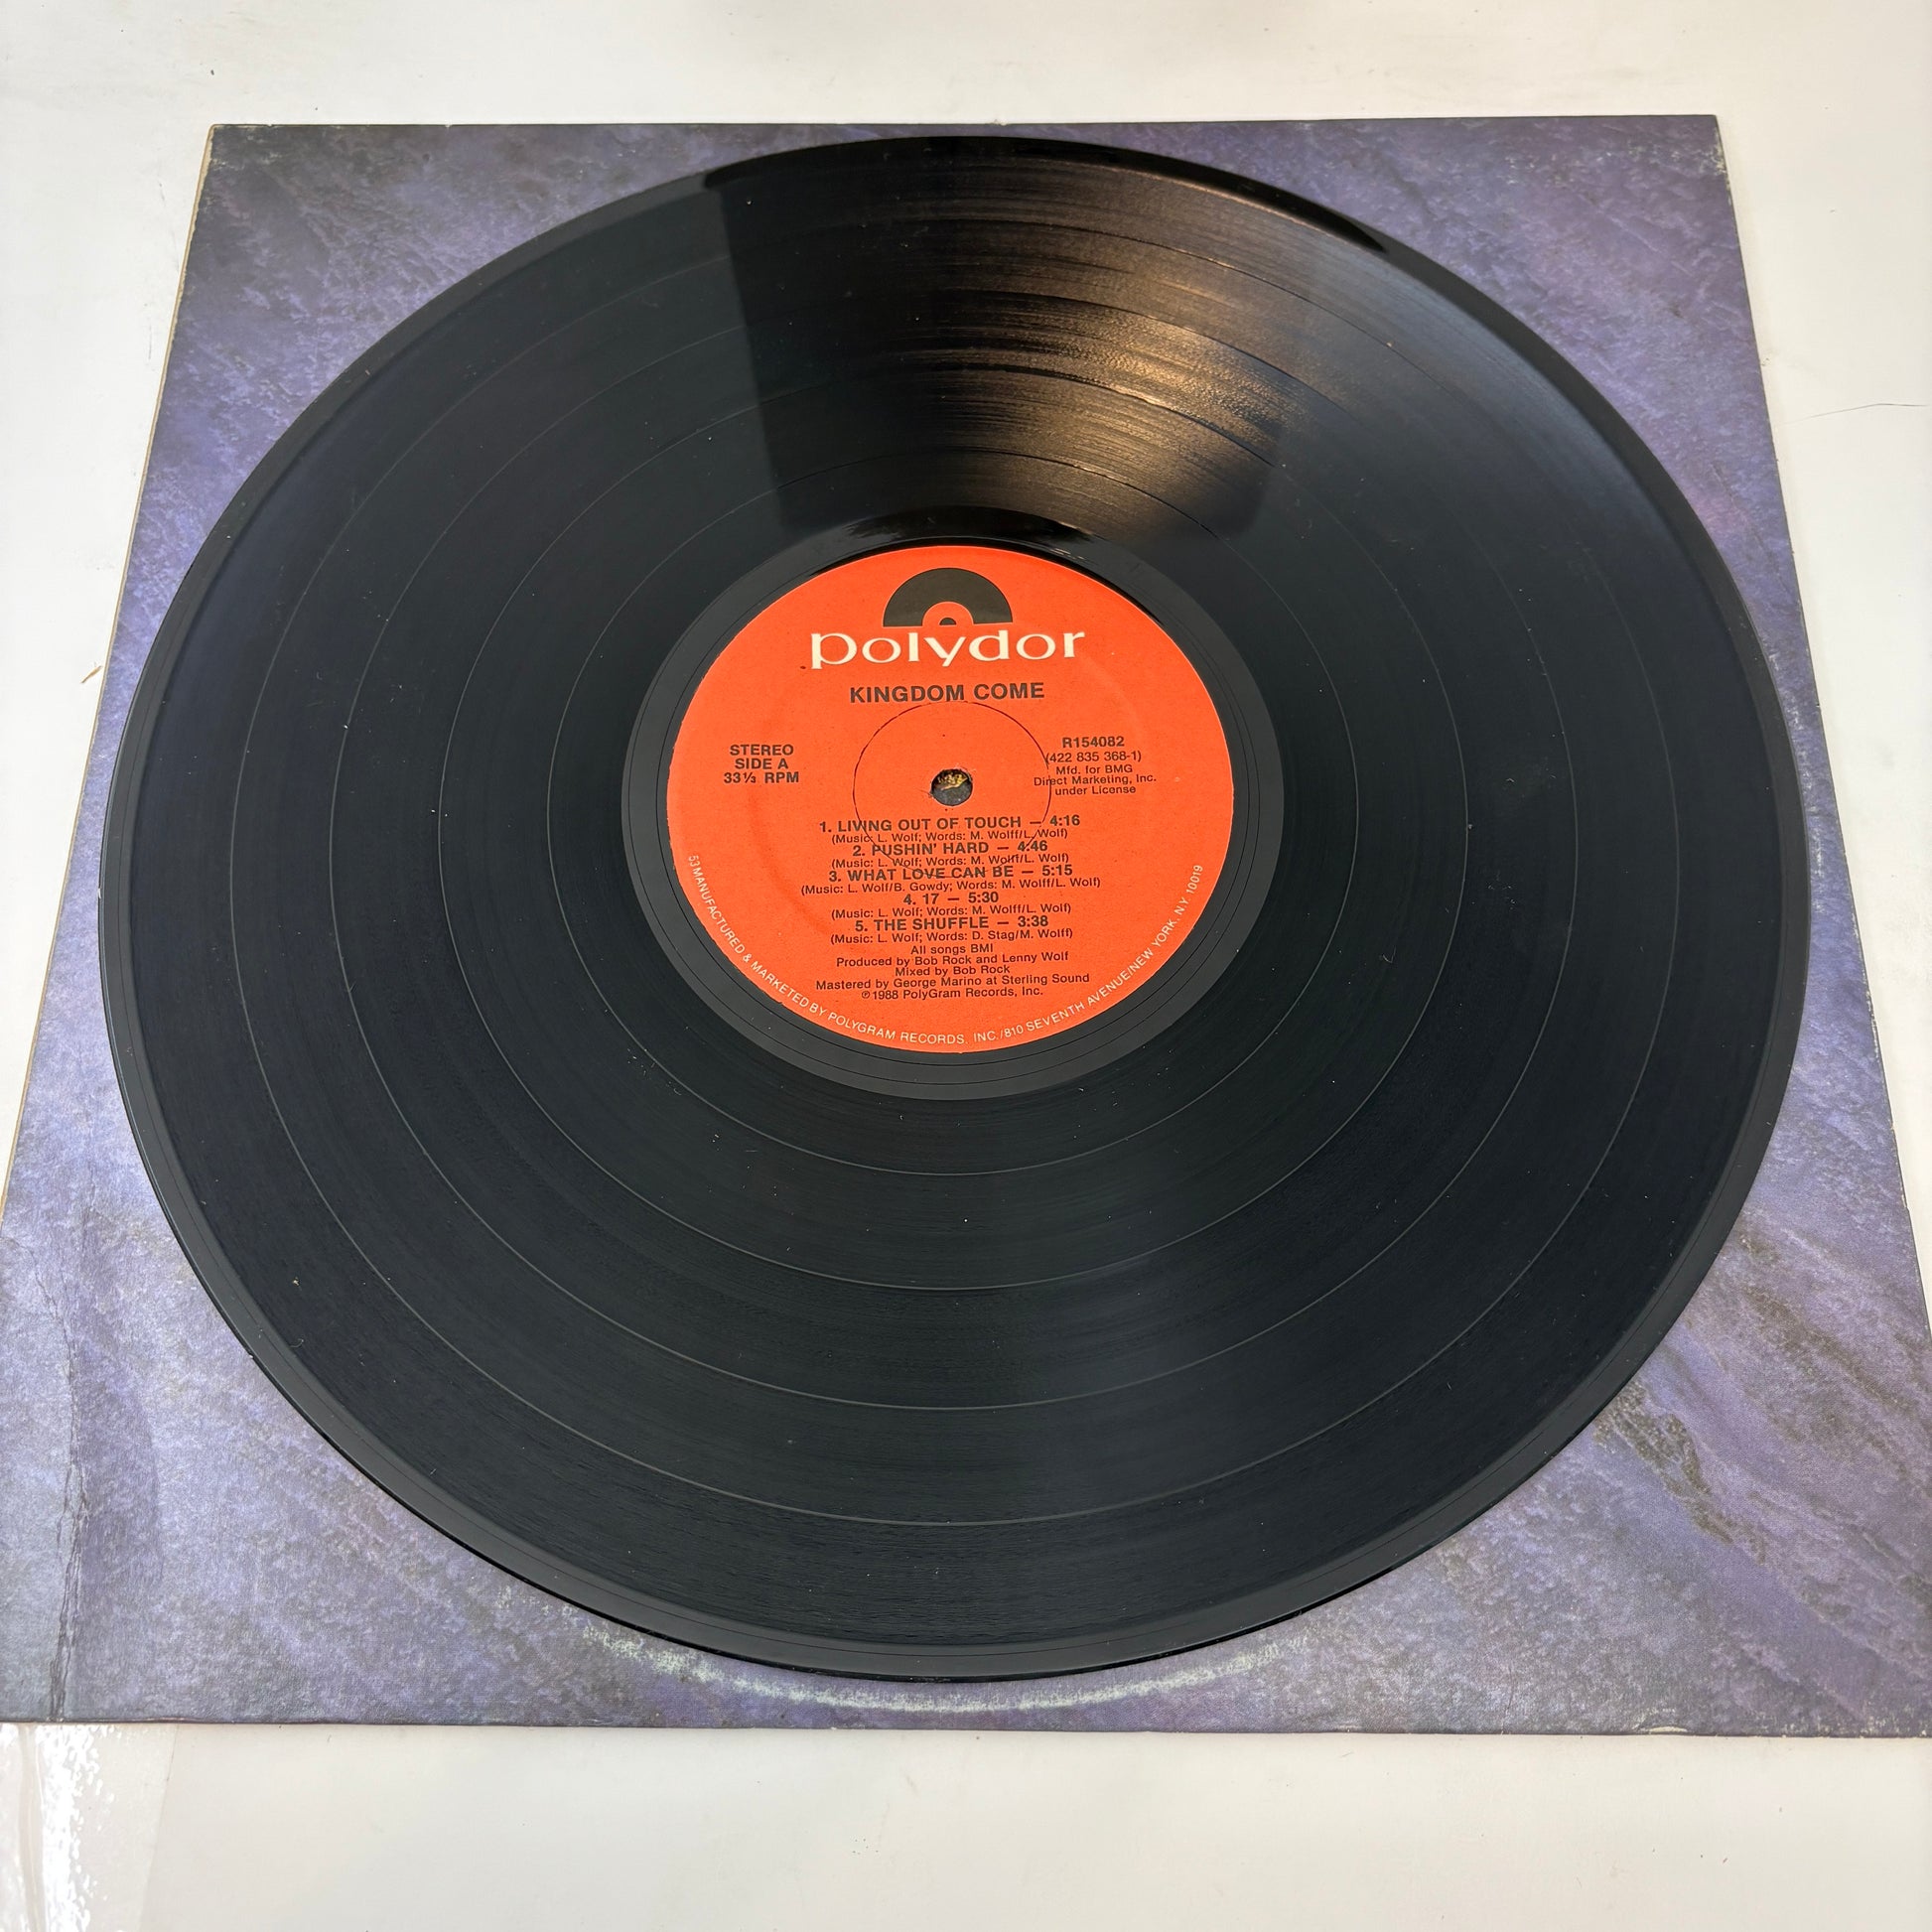 polydor
KINGDOM COME
STEREO
SIDE A
33⅓ RPM
R154082
(422 835 368-1)
Mfd. for BMG
Direct Marketing, Inc.
under License
1. LIVING OUT OF TOUCH — 4:16
(Music: L. Wolf; Words: M. Wolff/L. Wolf)
2. PUSHIN' HARD — 4:46
(Music: L. Wolf; Words: M. Wolff/L. Wolf)
3. WHAT LOVE CAN BE — 5:15
(Music: L. Wolf/B. Gowdy; Words: M. Wolff/L. Wolf)
4. 17 — 5:30
(Music: L. Wolf; Words: M. Wolff/L. Wolf)
5. THE SHUFFLE — 3:38
(Music: L. Wolf; Words: D. Stag/M. Wolff)
All songs BMI
Produced by Bob Rock and Lenny Wolf
Mixed by Bob Rock
Mastered by George Marino at Sterling Sound
℗ 1988 PolyGram Records, Inc.
53 MANUFACTURED & MARKETED BY POLYGRAM RECORDS, INC./810 SEVENTH AVENUE/NEW YORK, N.Y. 10019